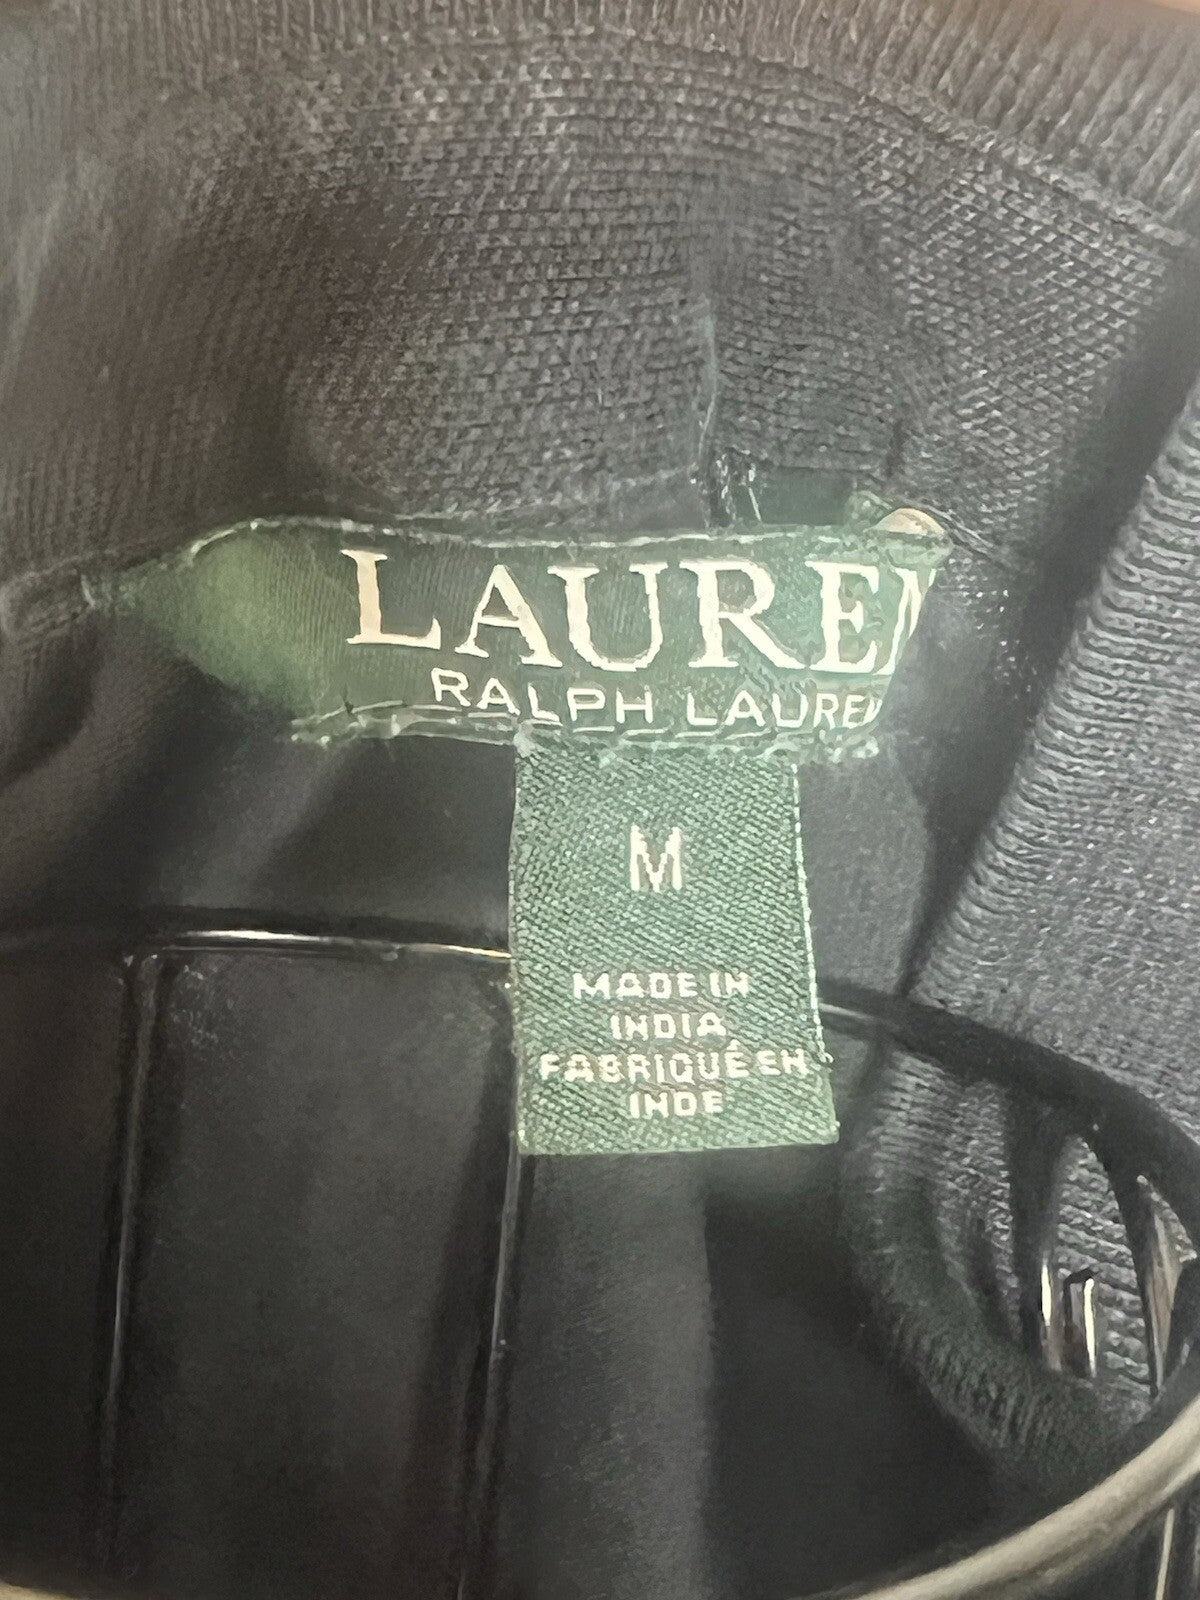 LAUREN
RALPH LAUREN
M
MADE IN
INDIA
FABRIQUÉ EN
INDE